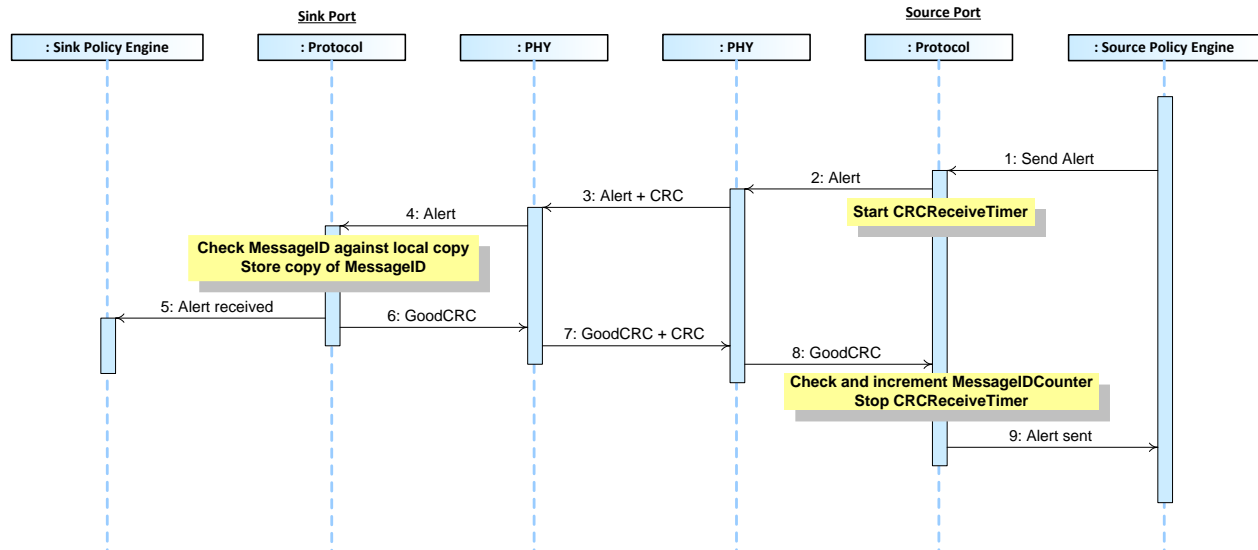 Sink Port
Source Port
: Sink Policy Engine
: Protocol
: PHY
: PHY
: Protocol
: Source Policy Engine
1: Send Alert
2: Alert
3: Alert + CRC
Start CRCReceiveTimer
4: Alert
Check MessageID against local copy
Store copy of MessageID
5: Alert received
6: GoodCRC
7: GoodCRC + CRC
8: GoodCRC
Check and increment MessageIDCounter
Stop CRCReceiveTimer
9: Alert sent